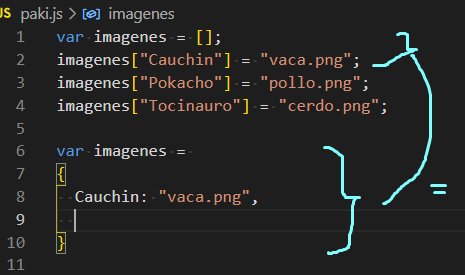 JS paki.js > imagenes
1 var imagenes = [];
2 imagenes["Cauchin"] = "vaca.png";
3 imagenes["Pokacho"] = "pollo.png";
4 imagenes["Tocinauro"] = "cerdo.png";
5
6 var imagenes =
7 {
8 Cauchin: "vaca.png",
9
10 }
11
=